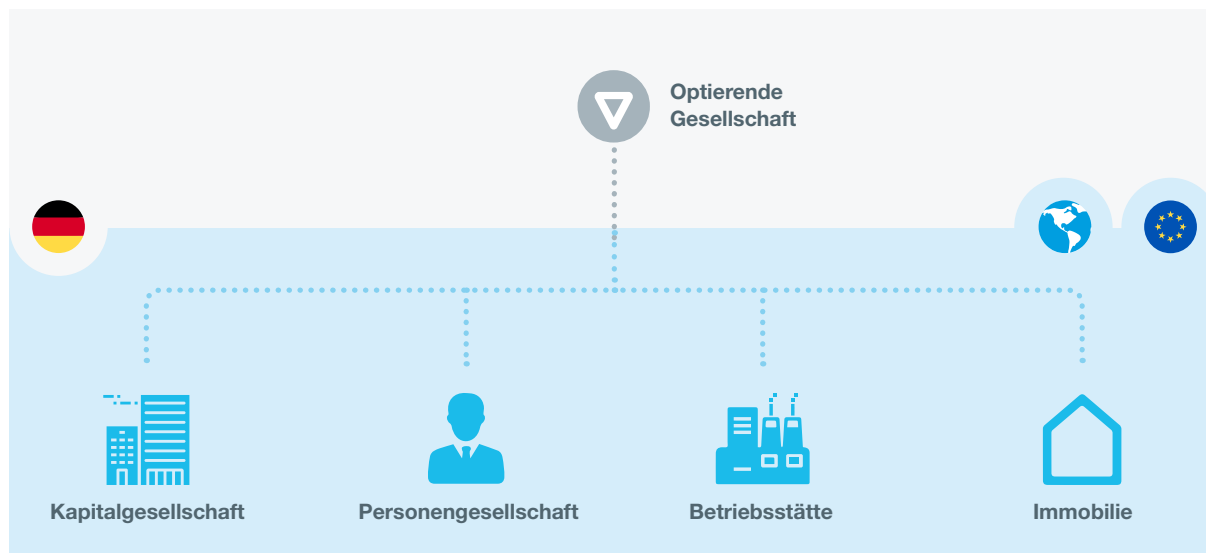 Optierende
Gesellschaft
Kapitalgesellschaft
Personengesellschaft
Betriebsstätte
Immobilie